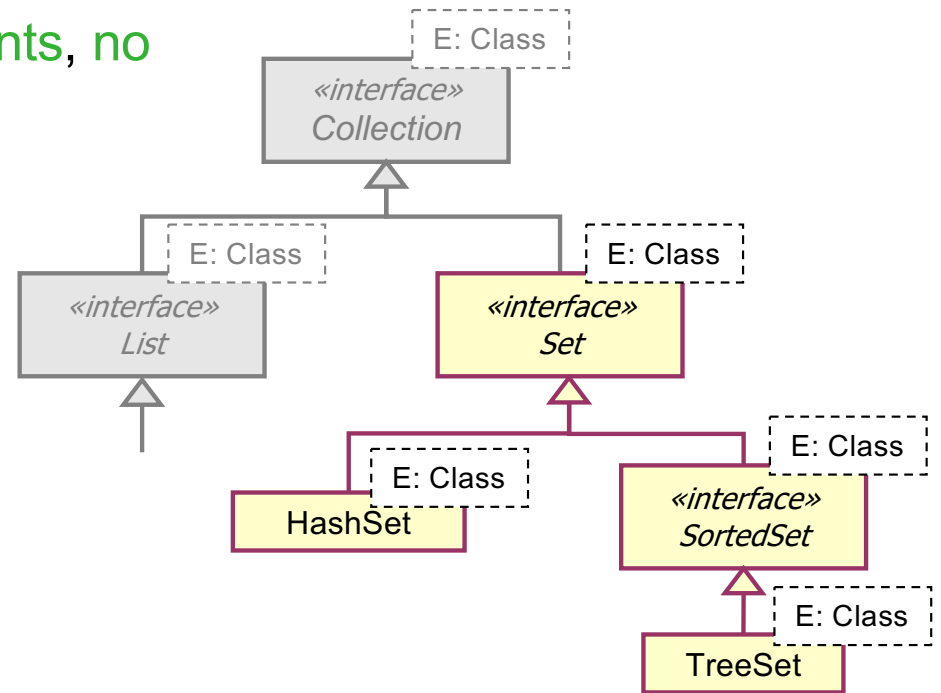 nts, no
E: Class
«interface»
Collection
E: Class
«interface»
List
E: Class
«interface»
Set
E: Class
HashSet
E: Class
«interface»
SortedSet
E: Class
TreeSet